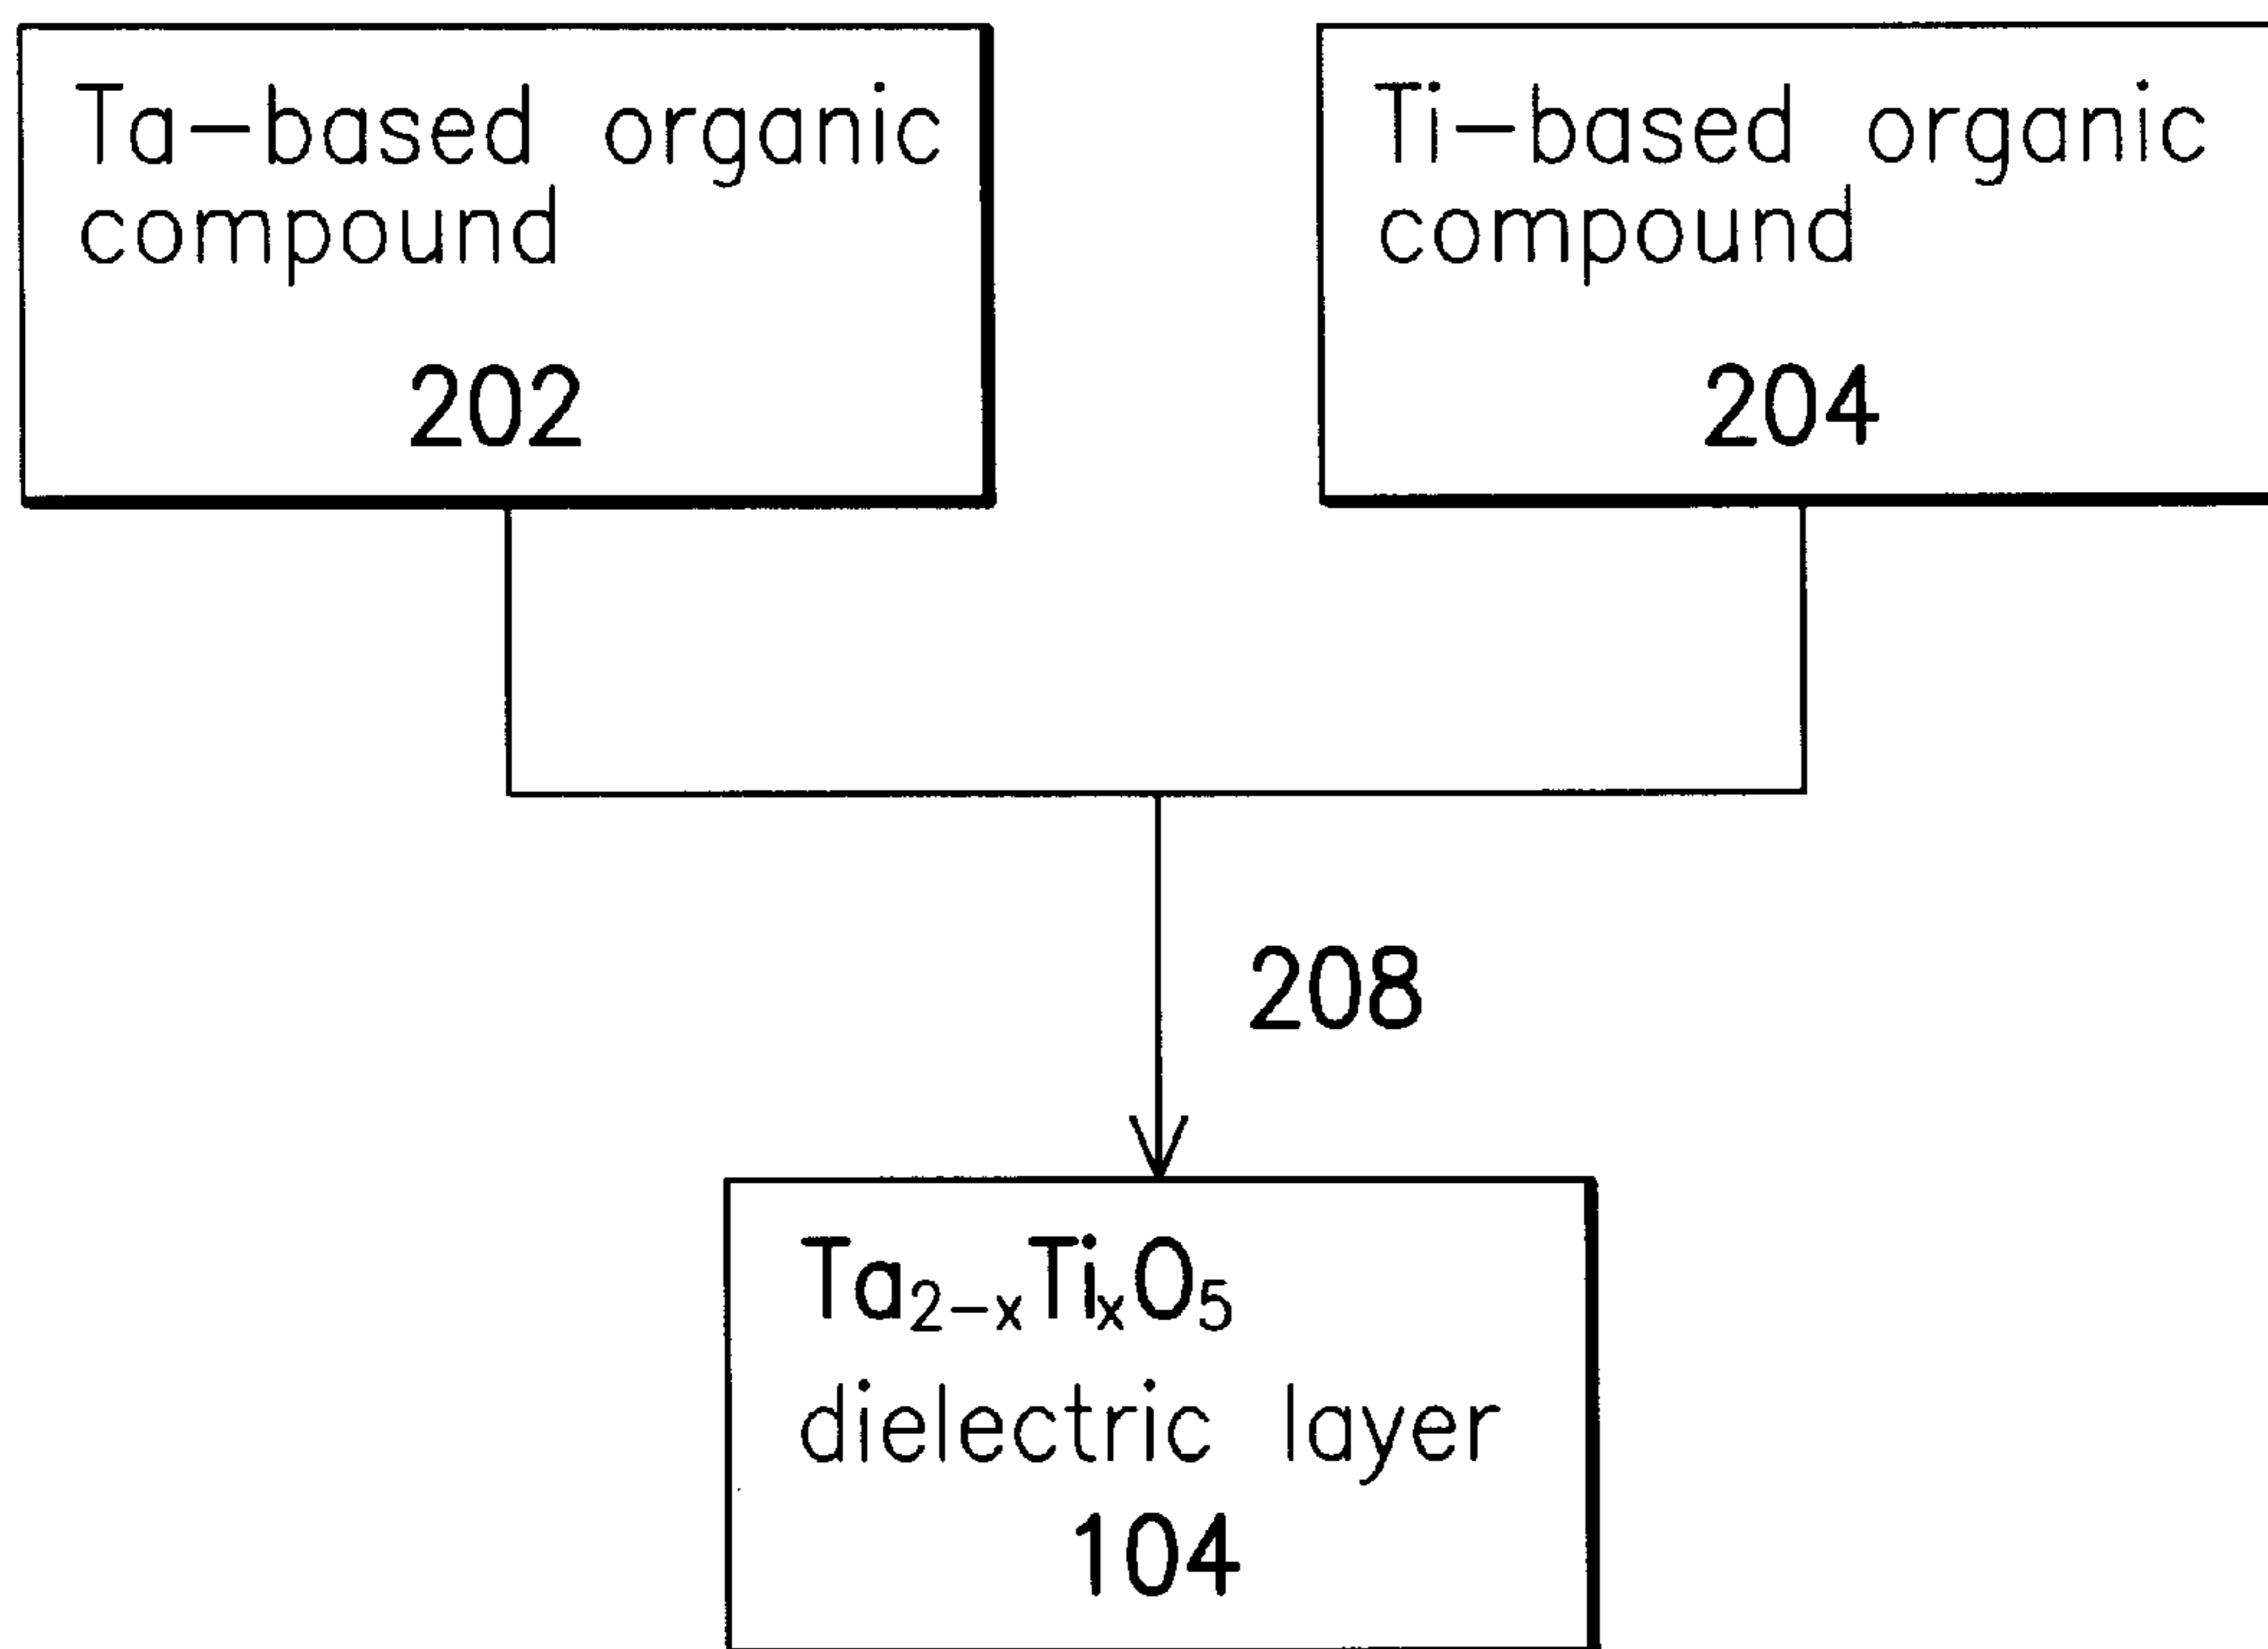 Ta-based organic
compound
202
Ti-based organic
compound
204
208
Ta₂₋ₓTiₓO₅
dielectric layer
104